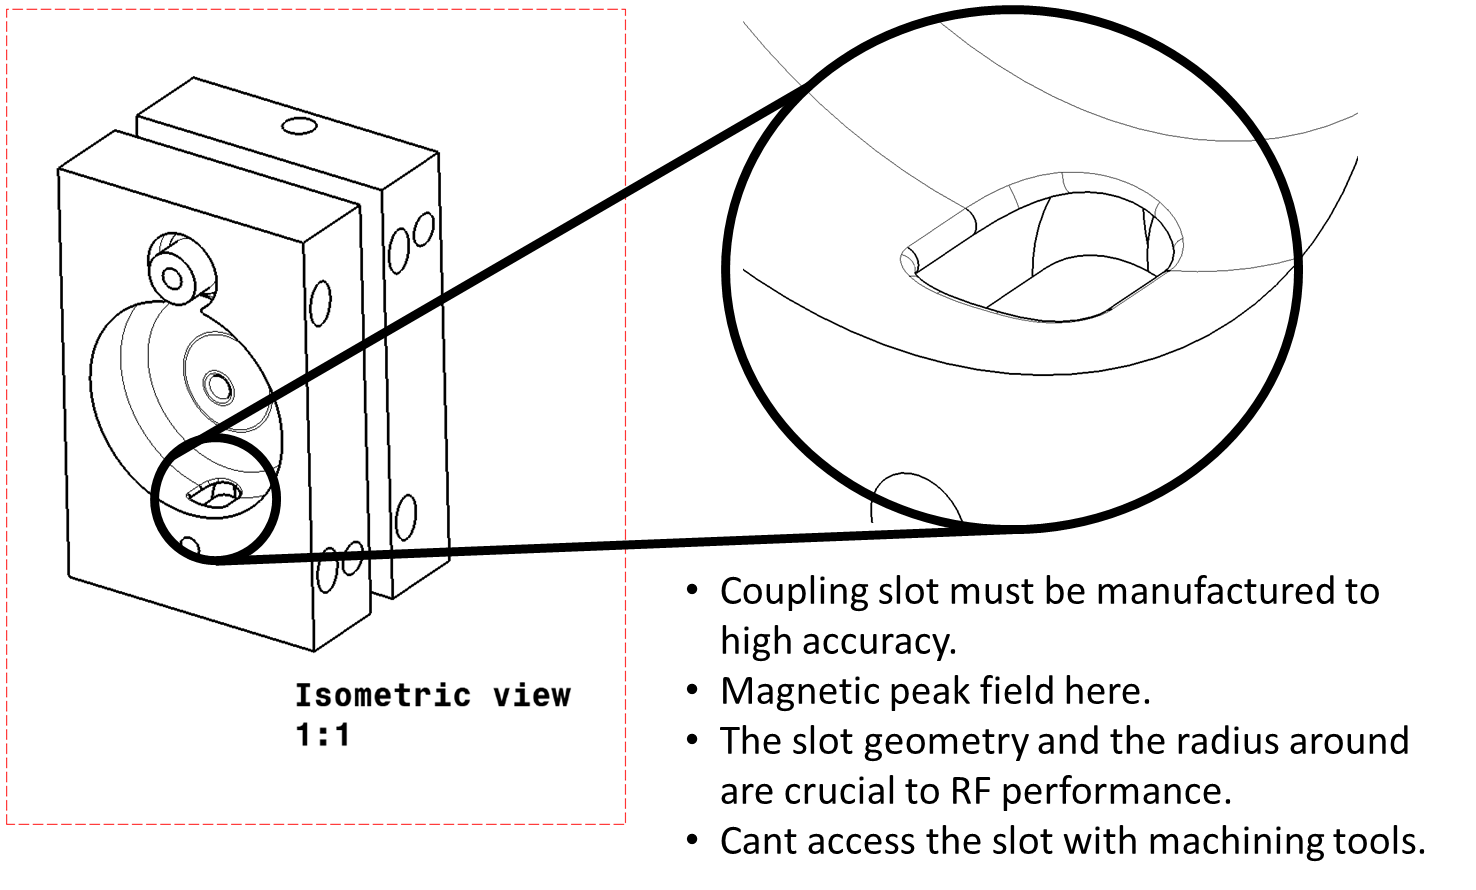 Isometric view
1:1
• Coupling slot must be manufactured to
high accuracy.
• Magnetic peak field here.
• The slot geometry and the radius around
are crucial to RF performance.
• Cant access the slot with machining tools.